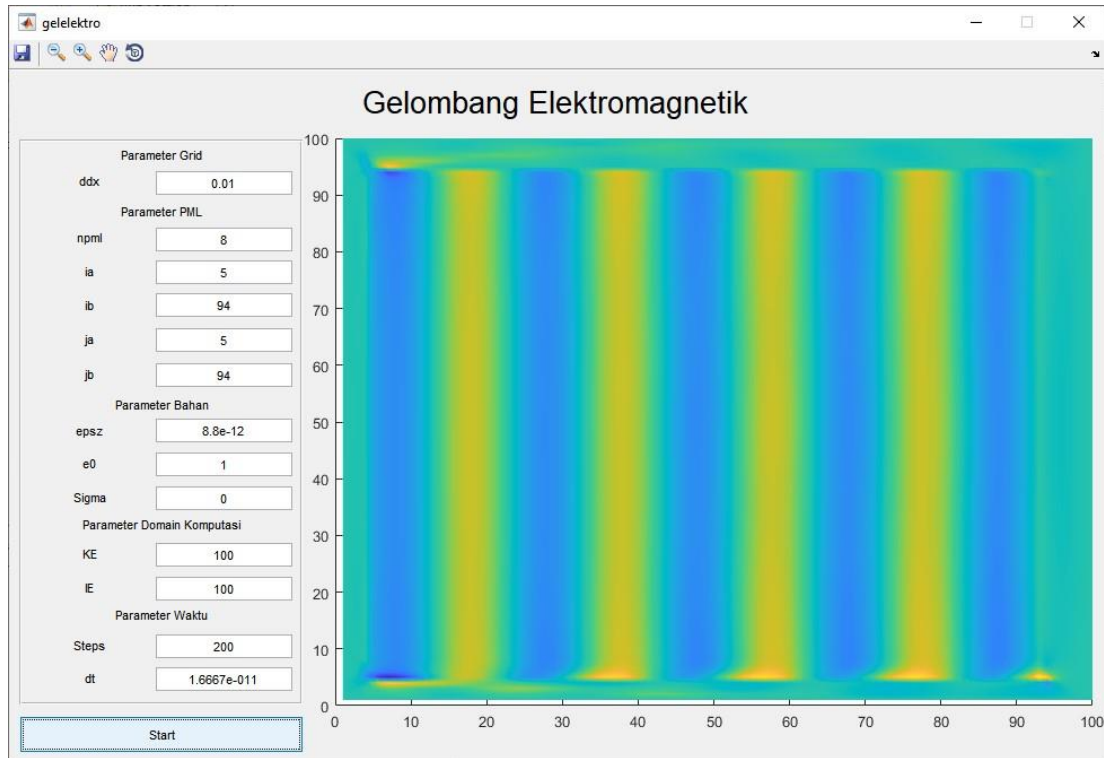 gelelektro
Gelombang Elektromagnetik
Parameter Grid
ddx 0.01
Parameter PML
npml 8
ia 5
ib 94
ja 5
jb 94
Parameter Bahan
epsz 8.8e-12
e0 1
Sigma 0
Parameter Domain Komputasi
KE 100
IE 100
Parameter Waktu
Steps 200
dt 1.6667e-011
Start
100
90
80
70
60
50
40
30
20
10
0
0 10 20 30 40 50 60 70 80 90 100